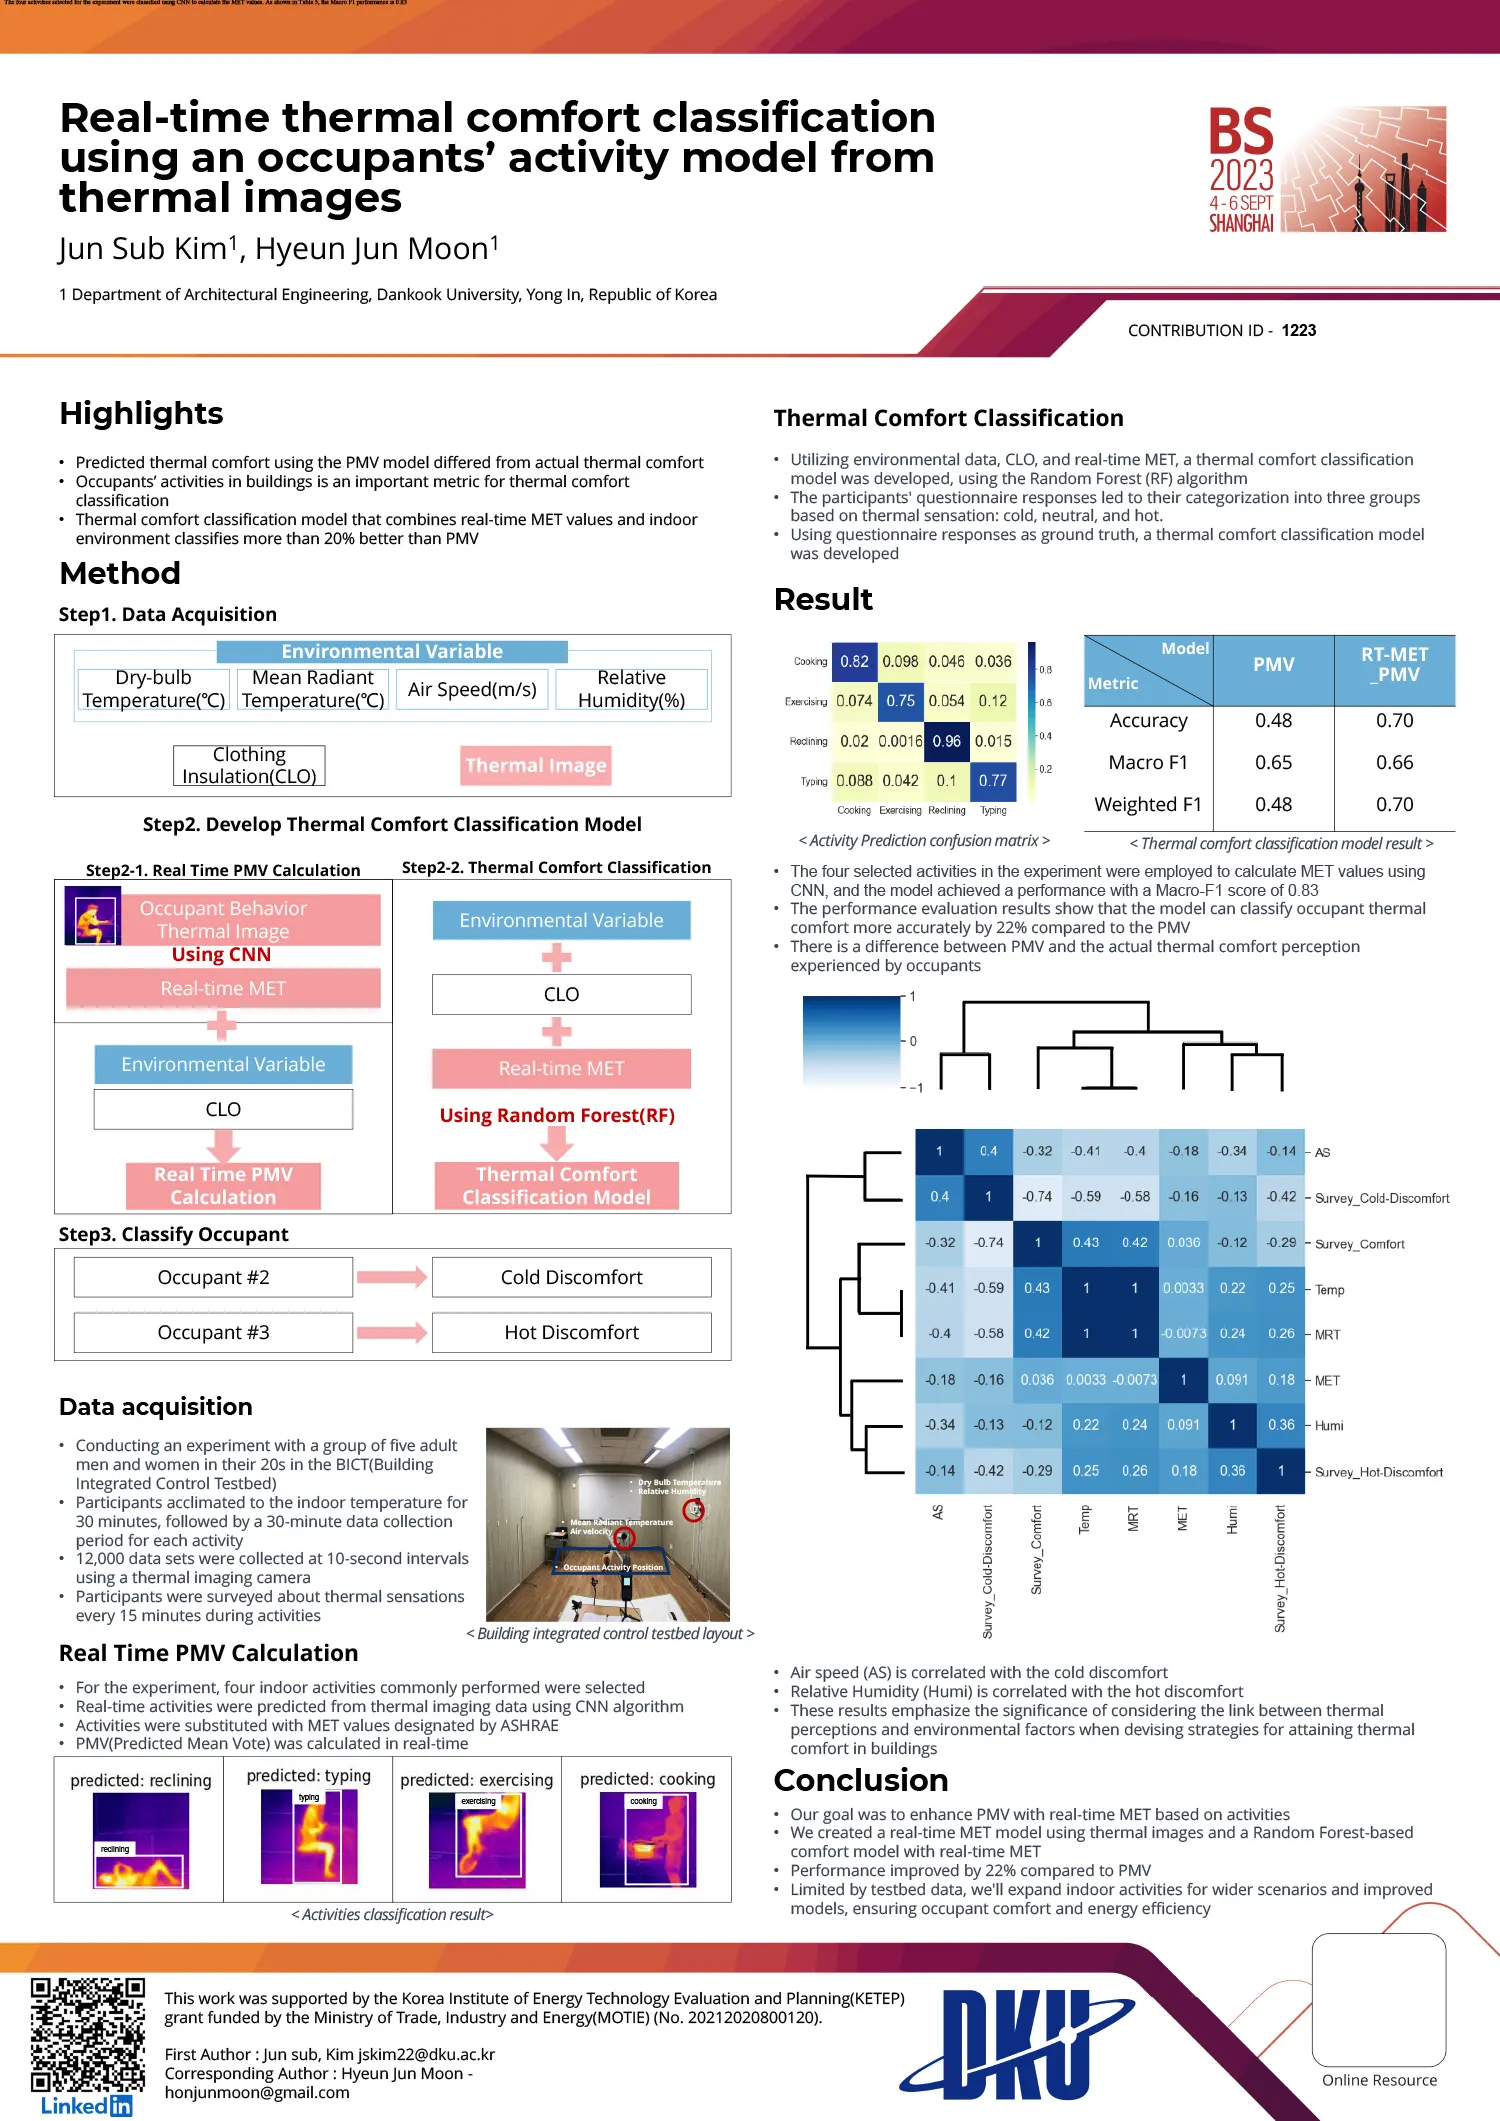 The four activities selected for the experiment were classified using CNN to calculate the MET values. As shown in Table 5, the Macro F1 performance is 0.83
Real-time thermal comfort classification
using an occupants’ activity model from
thermal images
Jun Sub Kim1, Hyeun Jun Moon1
1 Department of Architectural Engineering, Dankook University, Yong In, Republic of Korea
BS
2023
4 - 6 SEPT
SHANGHAI
CONTRIBUTION ID - 1223
Highlights
• Predicted thermal comfort using the PMV model differed from actual thermal comfort
• Occupants’ activities in buildings is an important metric for thermal comfort
classification
• Thermal comfort classification model that combines real-time MET values and indoor
environment classifies more than 20% better than PMV
Method
Step1. Data Acquisition
Environmental Variable
Dry-bulb
Temperature(℃)
Mean Radiant
Temperature(℃)
Air Speed(m/s)
Relative
Humidity(%)
Clothing
Insulation(CLO)
Thermal Image
Step2. Develop Thermal Comfort Classification Model
Step2-1. Real Time PMV Calculation
Occupant Behavior
Thermal Image
Using CNN
Real-time MET
Environmental Variable
CLO
Real Time PMV
Calculation
Step2-2. Thermal Comfort Classification
Environmental Variable
CLO
Real-time MET
Using Random Forest(RF)
Thermal Comfort
Classification Model
Step3. Classify Occupant
Occupant #2
Cold Discomfort
Occupant #3
Hot Discomfort
Data acquisition
• Conducting an experiment with a group of five adult
men and women in their 20s in the BICT(Building
Integrated Control Testbed)
• Participants acclimated to the indoor temperature for
30 minutes, followed by a 30-minute data collection
period for each activity
• 12,000 data sets were collected at 10-second intervals
using a thermal imaging camera
• Participants were surveyed about thermal sensations
every 15 minutes during activities
• Dry Bulb Temperature
• Relative Humidity
• Mean Radiant Temperature
• Air velocity
• Occupant Activity Position
< Building integrated control testbed layout >
Real Time PMV Calculation
• For the experiment, four indoor activities commonly performed were selected
• Real-time activities were predicted from thermal imaging data using CNN algorithm
• Activities were substituted with MET values designated by ASHRAE
• PMV(Predicted Mean Vote) was calculated in real-time
predicted: reclining
reclining
predicted: typing
typing
predicted: exercising
exercising
predicted: cooking
cooking
< Activities classification result>
Thermal Comfort Classification
• Utilizing environmental data, CLO, and real-time MET, a thermal comfort classification
model was developed, using the Random Forest (RF) algorithm
• The participants' questionnaire responses led to their categorization into three groups
based on thermal sensation: cold, neutral, and hot.
• Using questionnaire responses as ground truth, a thermal comfort classification model
was developed
Result
Cooking 0.82 0.098 0.046 0.036
Exercising 0.074 0.75 0.054 0.12
Reclining 0.02 0.0016 0.96 0.015
Typing 0.088 0.042 0.1 0.77
Cooking Exercising Reclining Typing
0.8
0.6
0.4
0.2
< Activity Prediction confusion matrix >
Model
Metric
PMV
RT-MET
_PMV
Accuracy 0.48 0.70
Macro F1 0.65 0.66
Weighted F1 0.48 0.70
< Thermal comfort classification model result >
• The four selected activities in the experiment were employed to calculate MET values using
CNN, and the model achieved a performance with a Macro-F1 score of 0.83
• The performance evaluation results show that the model can classify occupant thermal
comfort more accurately by 22% compared to the PMV
• There is a difference between PMV and the actual thermal comfort perception
experienced by occupants
1
0
−1
1 0.4 -0.32 -0.41 -0.4 -0.18 -0.34 -0.14 AS
0.4 1 -0.74 -0.59 -0.58 -0.16 -0.13 -0.42 Survey_Cold-Discomfort
-0.32 -0.74 1 0.43 0.42 0.036 -0.12 -0.29 Survey_Comfort
-0.41 -0.59 0.43 1 1 0.0033 0.22 0.25 Temp
-0.4 -0.58 0.42 1 1 -0.0073 0.24 0.26 MRT
-0.18 -0.16 0.036 0.0033 -0.0073 1 0.091 0.18 MET
-0.34 -0.13 -0.12 0.22 0.24 0.091 1 0.36 Humi
-0.14 -0.42 -0.29 0.25 0.26 0.18 0.36 1 Survey_Hot-Discomfort
AS
Survey_Cold-Discomfort
Survey_Comfort
Temp
MRT
MET
Humi
Survey_Hot-Discomfort
• Air speed (AS) is correlated with the cold discomfort
• Relative Humidity (Humi) is correlated with the hot discomfort
• These results emphasize the significance of considering the link between thermal
perceptions and environmental factors when devising strategies for attaining thermal
comfort in buildings
Conclusion
• Our goal was to enhance PMV with real-time MET based on activities
• We created a real-time MET model using thermal images and a Random Forest-based
comfort model with real-time MET
• Performance improved by 22% compared to PMV
• Limited by testbed data, we'll expand indoor activities for wider scenarios and improved
models, ensuring occupant comfort and energy efficiency
This work was supported by the Korea Institute of Energy Technology Evaluation and Planning(KETEP)
grant funded by the Ministry of Trade, Industry and Energy(MOTIE) (No. 20212020800120).
First Author : Jun sub, Kim jskim22@dku.ac.kr
Corresponding Author : Hyeun Jun Moon -
honjunmoon@gmail.com
Linked in
DKU
Online Resource